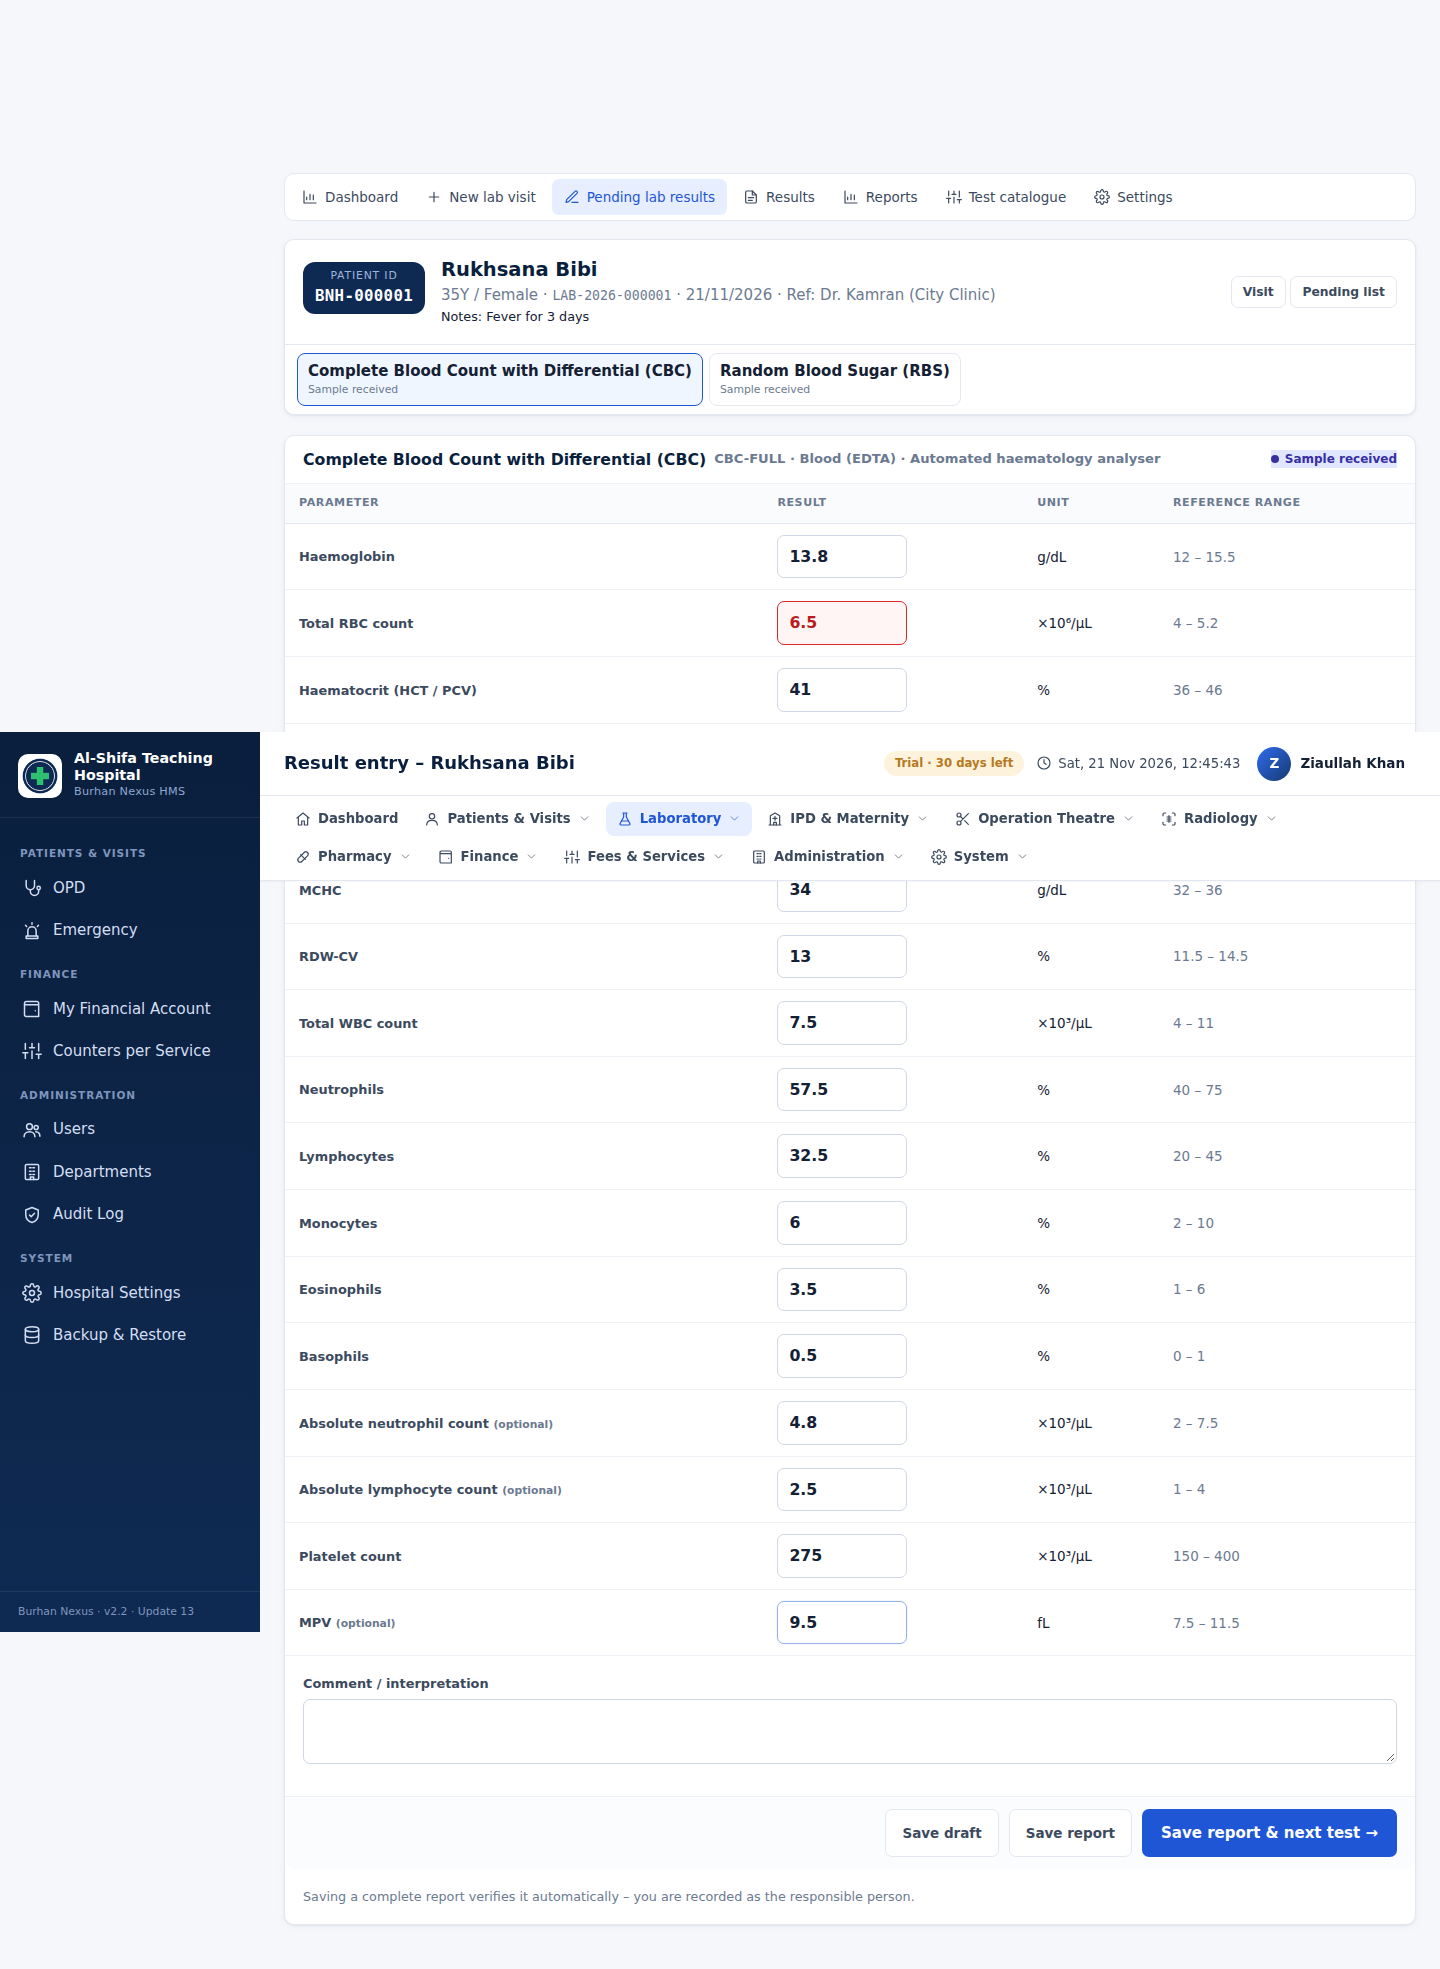 Dashboard
New lab visit
Pending lab results
Results
Reports
Test catalogue
Settings
PATIENT ID
BNH-000001
Rukhsana Bibi
35Y / Female · LAB-2026-000001 · 21/11/2026 · Ref: Dr. Kamran (City Clinic)
Notes: Fever for 3 days
Visit
Pending list
Complete Blood Count with Differential (CBC)
Sample received
Random Blood Sugar (RBS)
Sample received
Complete Blood Count with Differential (CBC) CBC-FULL · Blood (EDTA) · Automated haematology analyser
Sample received
PARAMETER RESULT UNIT REFERENCE RANGE
Haemoglobin 13.8 g/dL 12 – 15.5
Total RBC count 6.5 ×10⁶/µL 4 – 5.2
Haematocrit (HCT / PCV) 41 % 36 – 46
Al-Shifa Teaching
Hospital
Burhan Nexus HMS
PATIENTS & VISITS
OPD
Emergency
FINANCE
My Financial Account
Counters per Service
ADMINISTRATION
Users
Departments
Audit Log
SYSTEM
Hospital Settings
Backup & Restore
Burhan Nexus · v2.2 · Update 13
Result entry – Rukhsana Bibi
Trial · 30 days left
Sat, 21 Nov 2026, 12:45:43
Z
Ziaullah Khan
Dashboard
Patients & Visits
Laboratory
IPD & Maternity
Operation Theatre
Radiology
Pharmacy
Finance
Fees & Services
Administration
System
MCHC 34 g/dL 32 – 36
RDW-CV 13 % 11.5 – 14.5
Total WBC count 7.5 ×10³/µL 4 – 11
Neutrophils 57.5 % 40 – 75
Lymphocytes 32.5 % 20 – 45
Monocytes 6 % 2 – 10
Eosinophils 3.5 % 1 – 6
Basophils 0.5 % 0 – 1
Absolute neutrophil count (optional) 4.8 ×10³/µL 2 – 7.5
Absolute lymphocyte count (optional) 2.5 ×10³/µL 1 – 4
Platelet count 275 ×10³/µL 150 – 400
MPV (optional) 9.5 fL 7.5 – 11.5
Comment / interpretation
Save draft
Save report
Save report & next test →
Saving a complete report verifies it automatically – you are recorded as the responsible person.